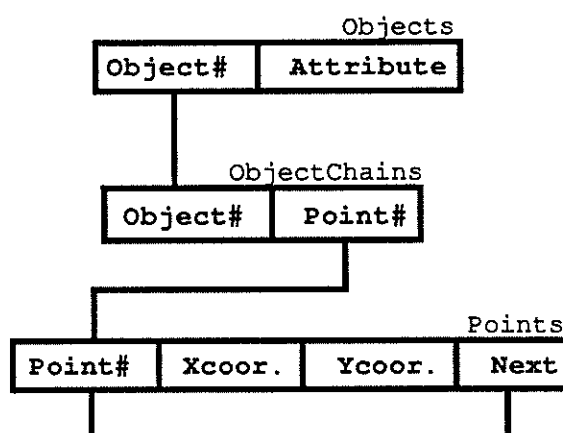 Objects
Object# Attribute
ObjectChains
Object# Point#
Points
Point# Xcoor. Ycoor. Next